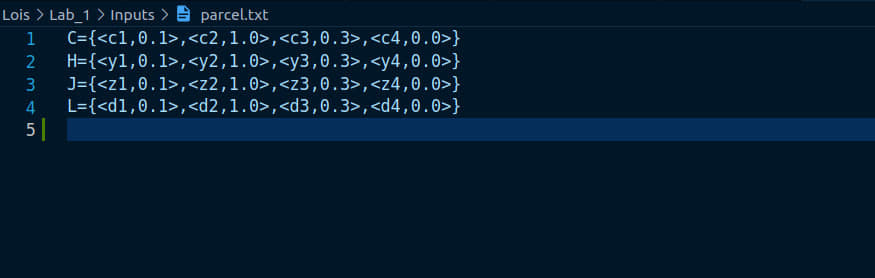 Lois > Lab_1 > Inputs > parcel.txt
1 C={<c1,0.1>,<c2,1.0>,<c3,0.3>,<c4,0.0>}
2 H={<y1,0.1>,<y2,1.0>,<y3,0.3>,<y4,0.0>}
3 J={<z1,0.1>,<z2,1.0>,<z3,0.3>,<z4,0.0>}
4 L={<d1,0.1>,<d2,1.0>,<d3,0.3>,<d4,0.0>}
5